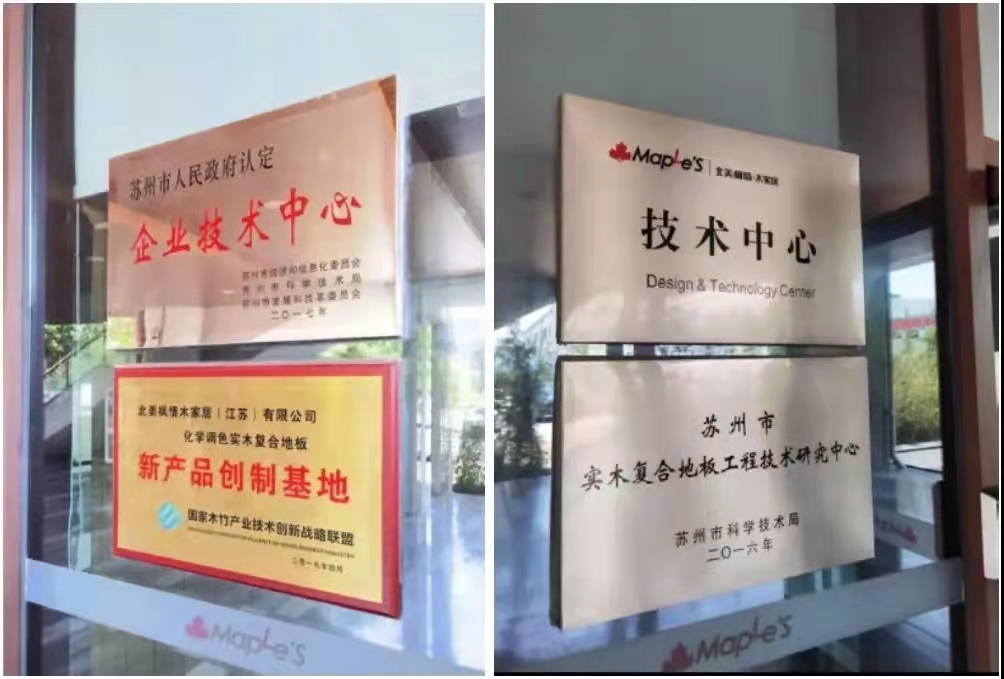 苏州市人民政府认定
企业技术中心
苏州市经济和信息化委员会
苏州市科学技术局
苏州市发展和改革委员会
二〇一七年
北美枫情木家居（江苏）有限公司
化学调色实木复合地板
新产品创制基地
国家木竹产业技术创新战略联盟
二〇一九年四月
Maple's
Maple's 北美枫情·木家居
技术中心
Design & Technology Center
苏州市
实木复合地板工程技术研究中心
苏州市科学技术局
二〇一六年
Maple's